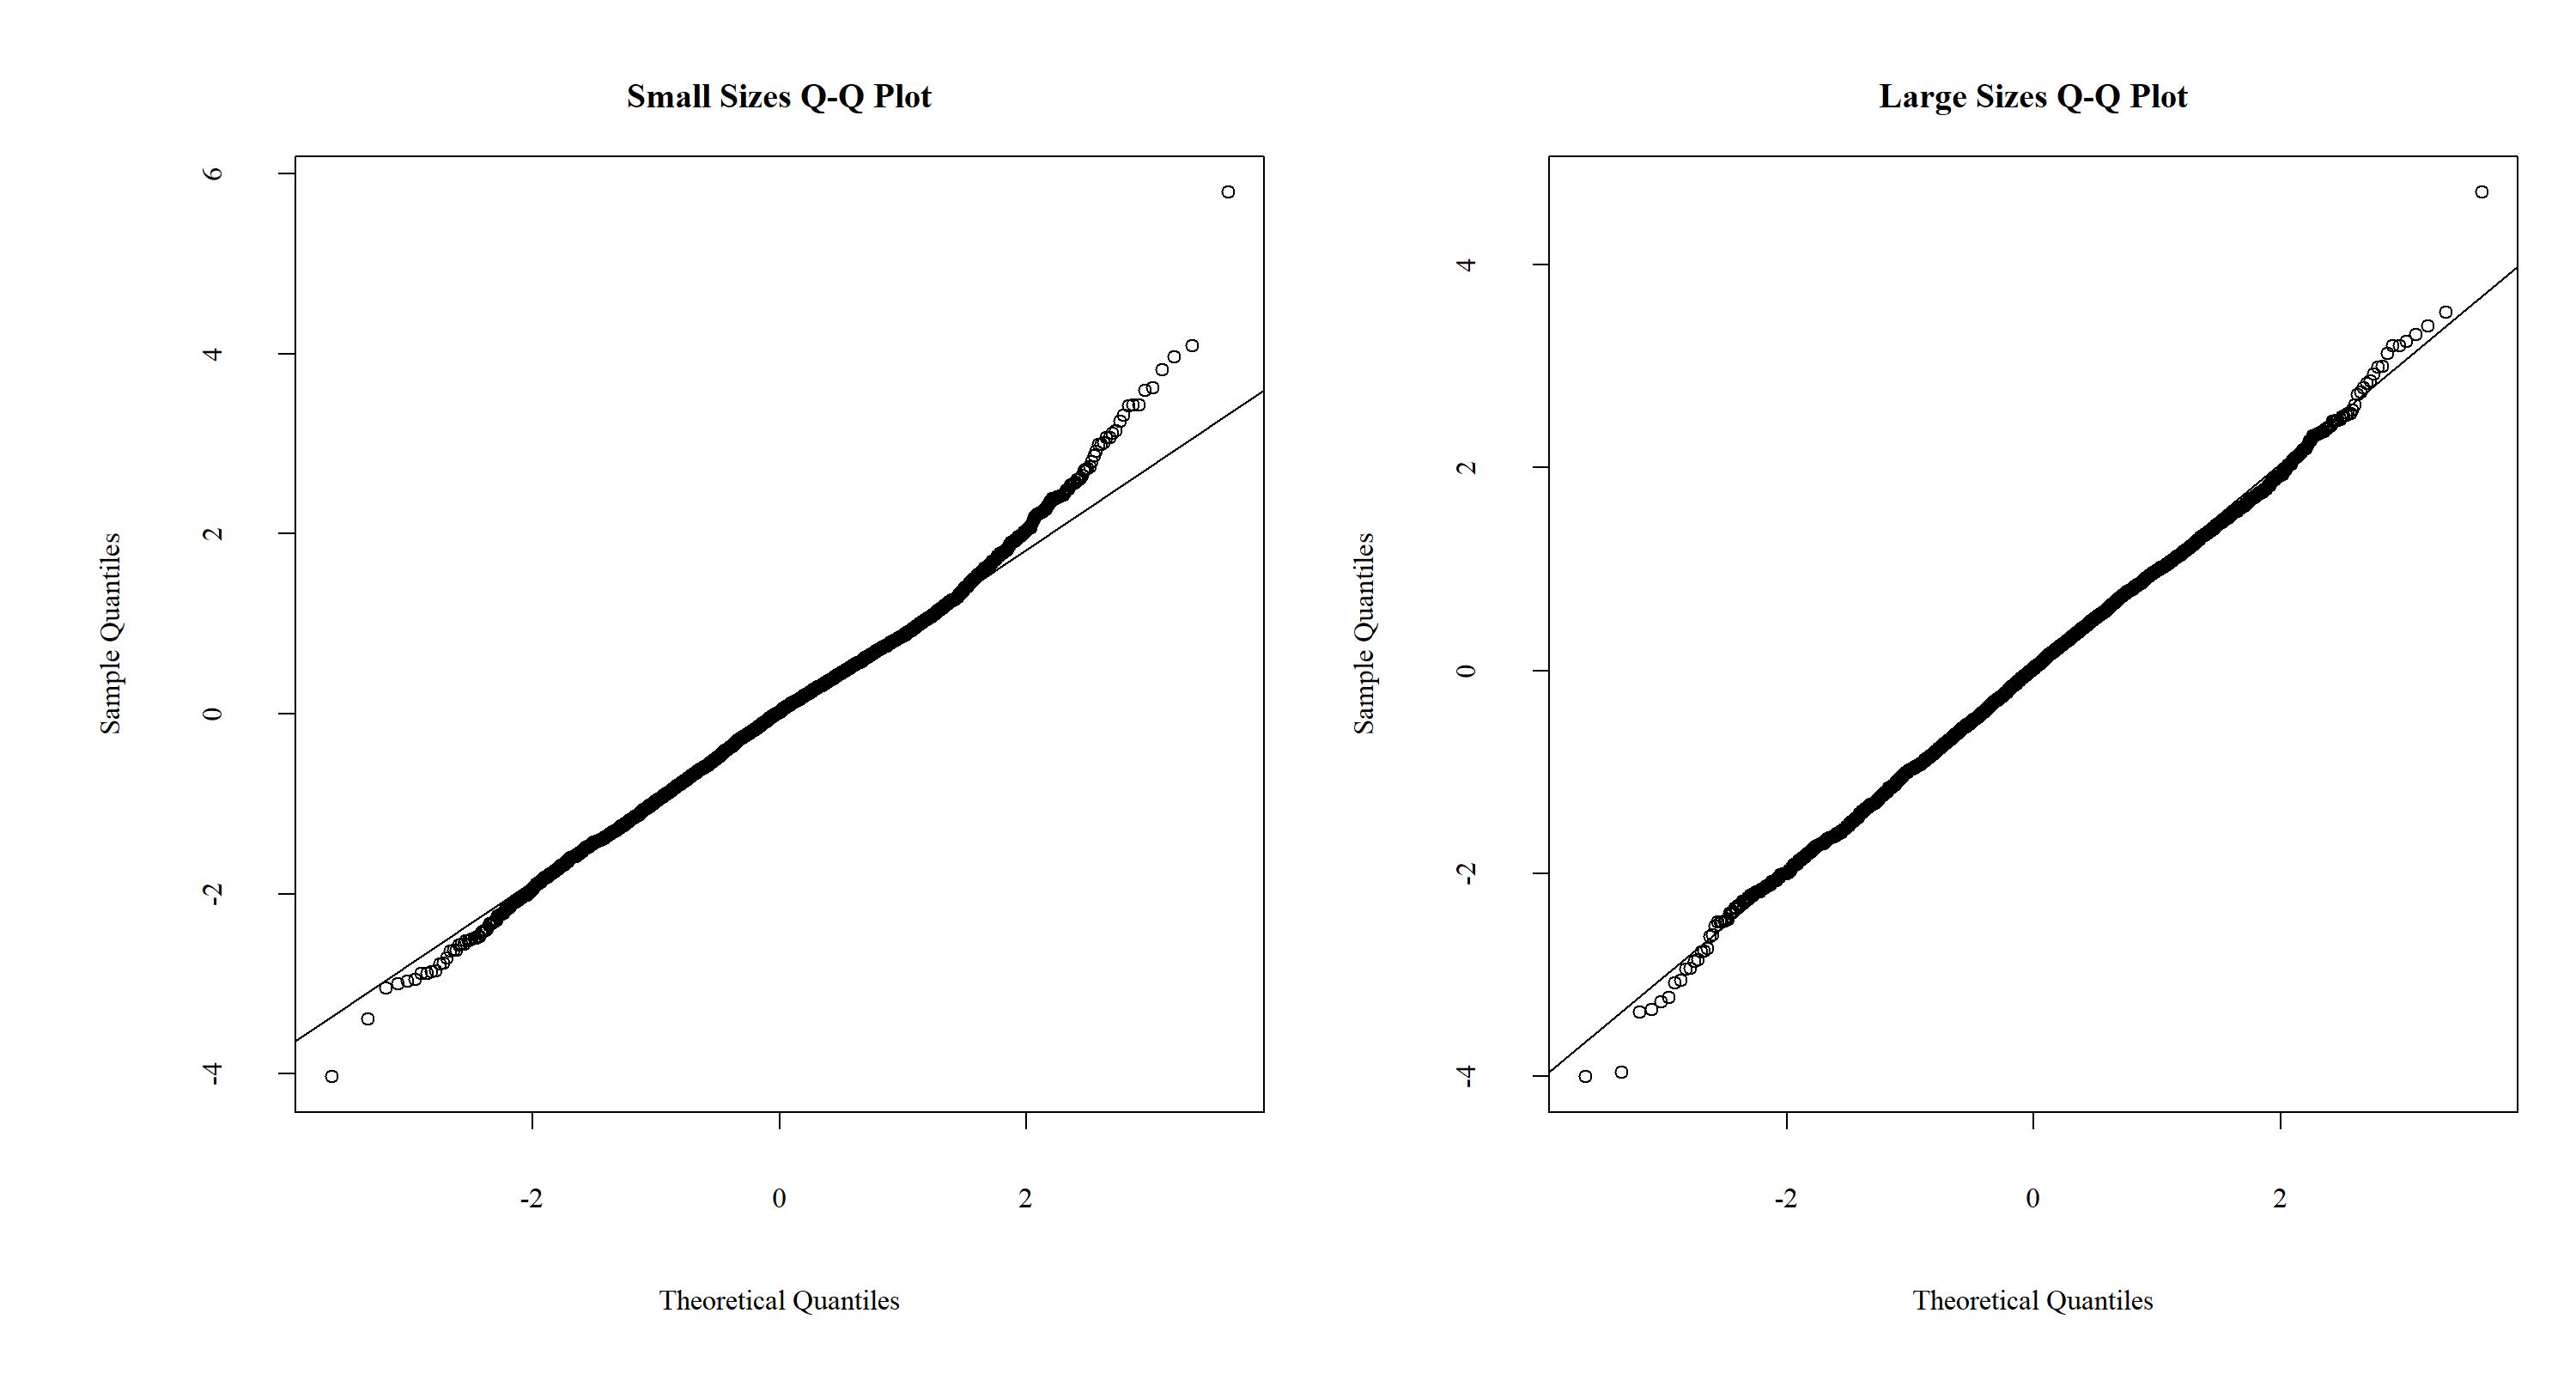 Small Sizes Q-Q Plot
6
4
2
0
-2
-4
Sample Quantiles
-2 0 2
Theoretical Quantiles
Large Sizes Q-Q Plot
4
2
0
-2
-4
Sample Quantiles
-2 0 2
Theoretical Quantiles